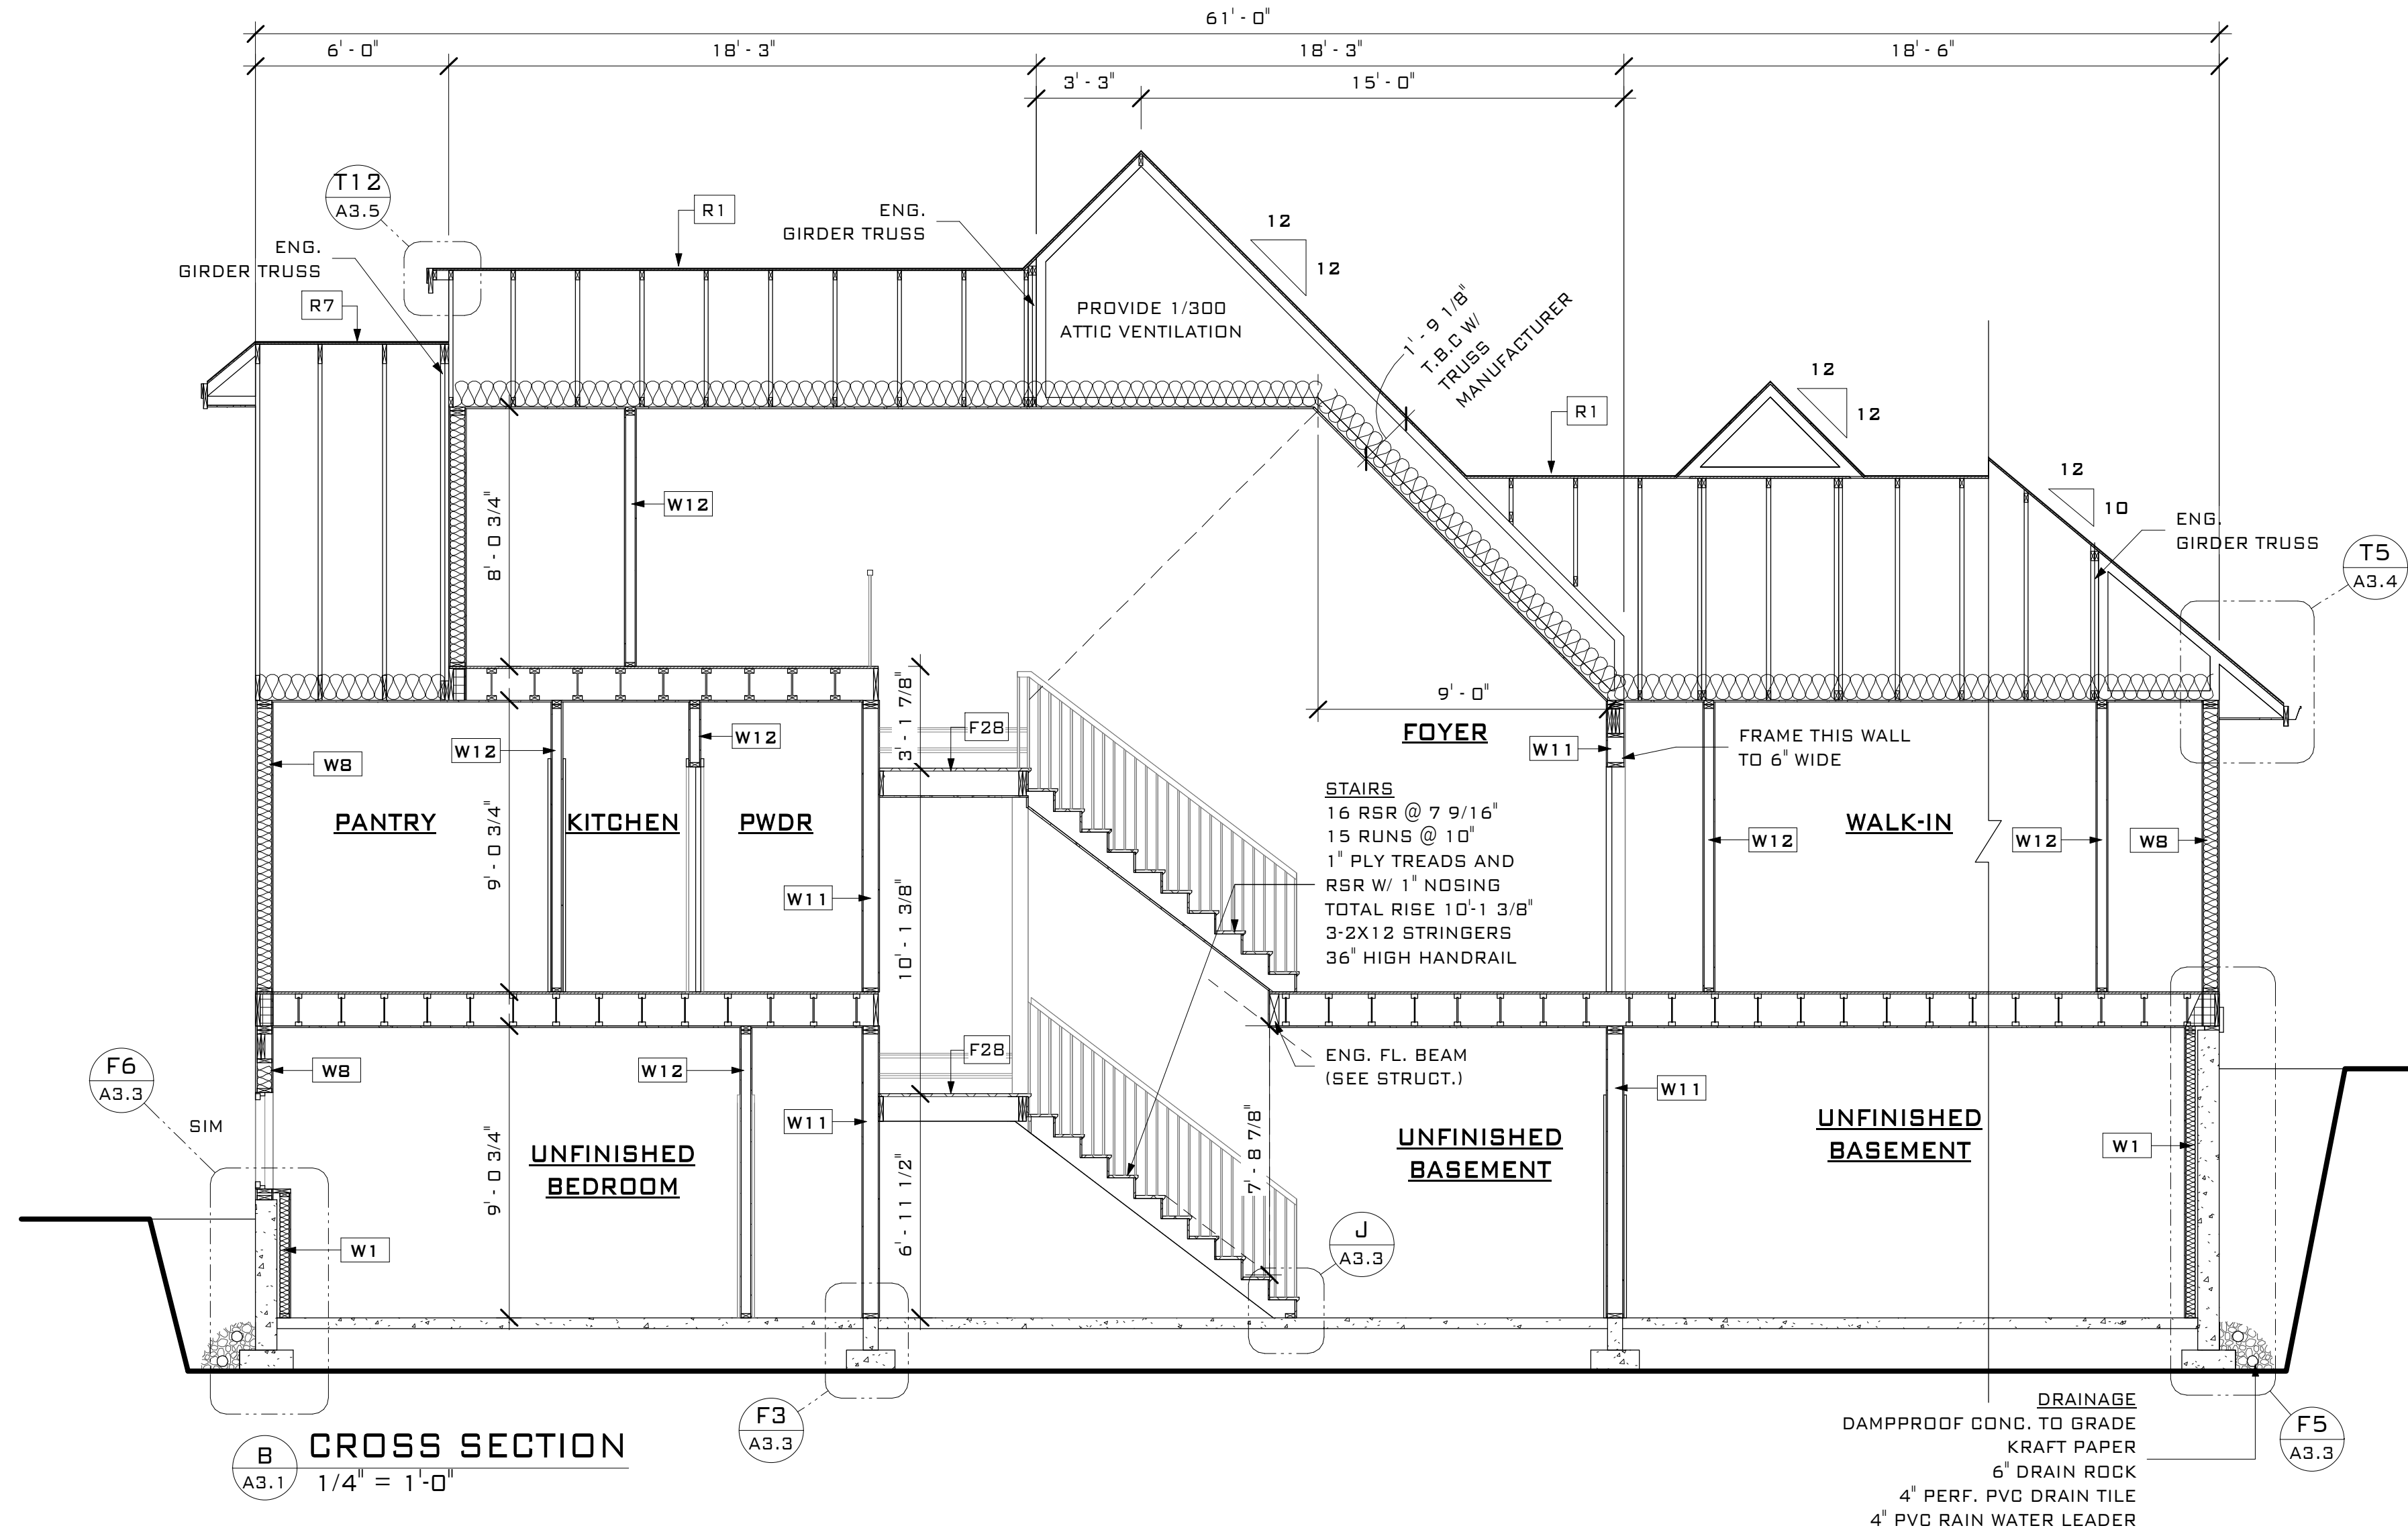 61'-0"
6'-0"
18'-3"
18'-3"
18'-6"
3'-3"
15'-0"
T12
A3.5
R1
ENG.
GIRDER TRUSS
ENG.
GIRDER TRUSS
R7
12
12
PROVIDE 1/300
ATTIC VENTILATION
1'-9 1/8"
T.B.C W/
TRUSS
MANUFACTURER
R1
12
12
12
10
ENG.
GIRDER TRUSS
T5
A3.4
8'-0 3/4"
W12
3'-1 7/8"
F28
9'-0"
FOYER
W11
FRAME THIS WALL
TO 6" WIDE
W8
W12
W12
PANTRY
KITCHEN
PWDR
9'-0 3/4"
W11
10'-1 3/8"
STAIRS
16 RSR @ 7 9/16"
15 RUNS @ 10"
1" PLY TREADS AND
RSR W/ 1" NOSING
TOTAL RISE 10'-1 3/8"
3-2X12 STRINGERS
36" HIGH HANDRAIL
WALK-IN
W12
W12
W8
F28
ENG. FL. BEAM
(SEE STRUCT.)
F6
A3.3
SIM
W8
W12
W11
W11
9'-0 3/4"
UNFINISHED
BEDROOM
6'-11 1/2"
7'-8 7/8"
UNFINISHED
BASEMENT
UNFINISHED
BASEMENT
W1
W1
J
A3.3
F3
A3.3
F5
A3.3
B
A3.1
CROSS SECTION
1/4" = 1'-0"
DRAINAGE
DAMPPROOF CONC. TO GRADE
KRAFT PAPER
6" DRAIN ROCK
4" PERF. PVC DRAIN TILE
4" PVC RAIN WATER LEADER